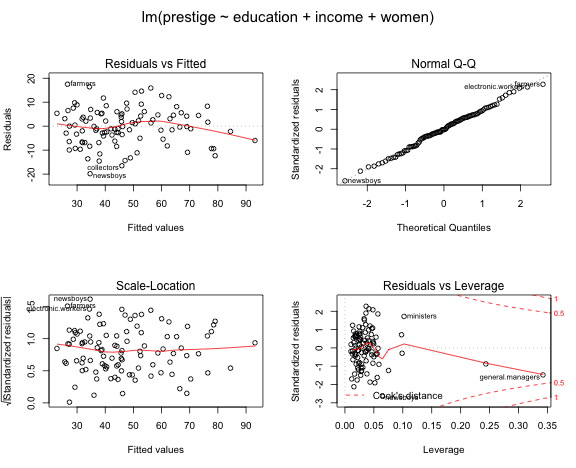 lm(prestige ~ education + income + women)
Residuals vs Fitted
Residuals
20
10
0
-10
-20
farmers
collectors
newsboys
30 40 50 60 70 80 90
Fitted values
Normal Q-Q
Standardized residuals
2
1
0
-1
-2
electronic.workers
farmers
newsboys
-2 -1 0 1 2
Theoretical Quantiles
Scale-Location
√|Standardized residuals|
1.5
1.0
0.5
0.0
newsboys
farmers
electronic.workers
30 40 50 60 70 80 90
Fitted values
Residuals vs Leverage
Standardized residuals
2
1
0
-1
-2
-3
ministers
general.managers
newsboys
Cook's distance
1
0.5
0.5
1
0.00 0.05 0.10 0.15 0.20 0.25 0.30 0.35
Leverage